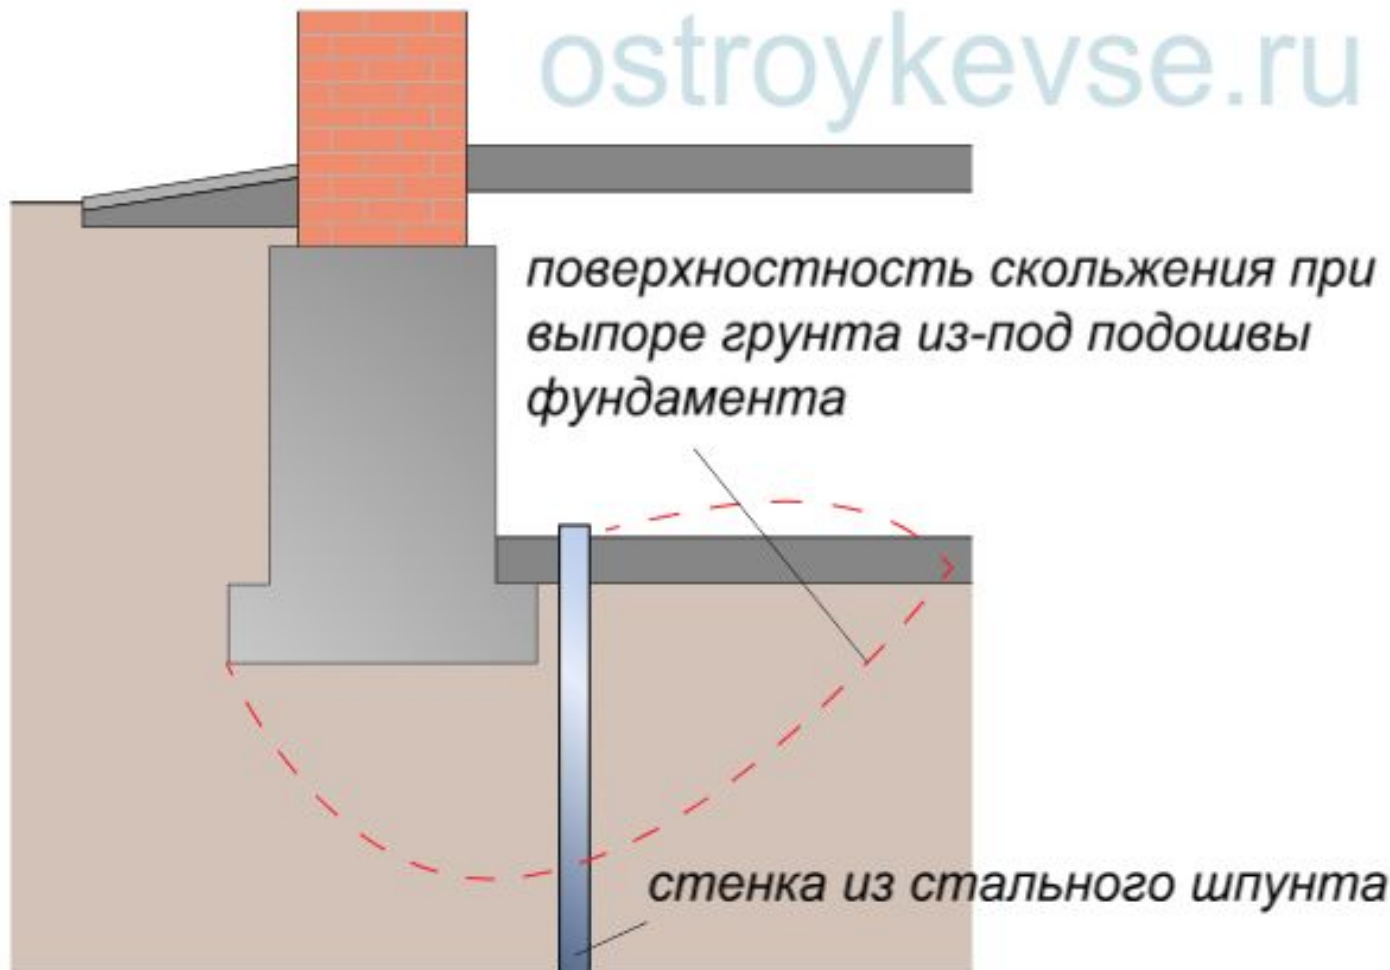 ostroykevse.ru
поверхностность скольжения при
выпоре грунта из-под подошвы
фундамента
стенка из стального шпунта